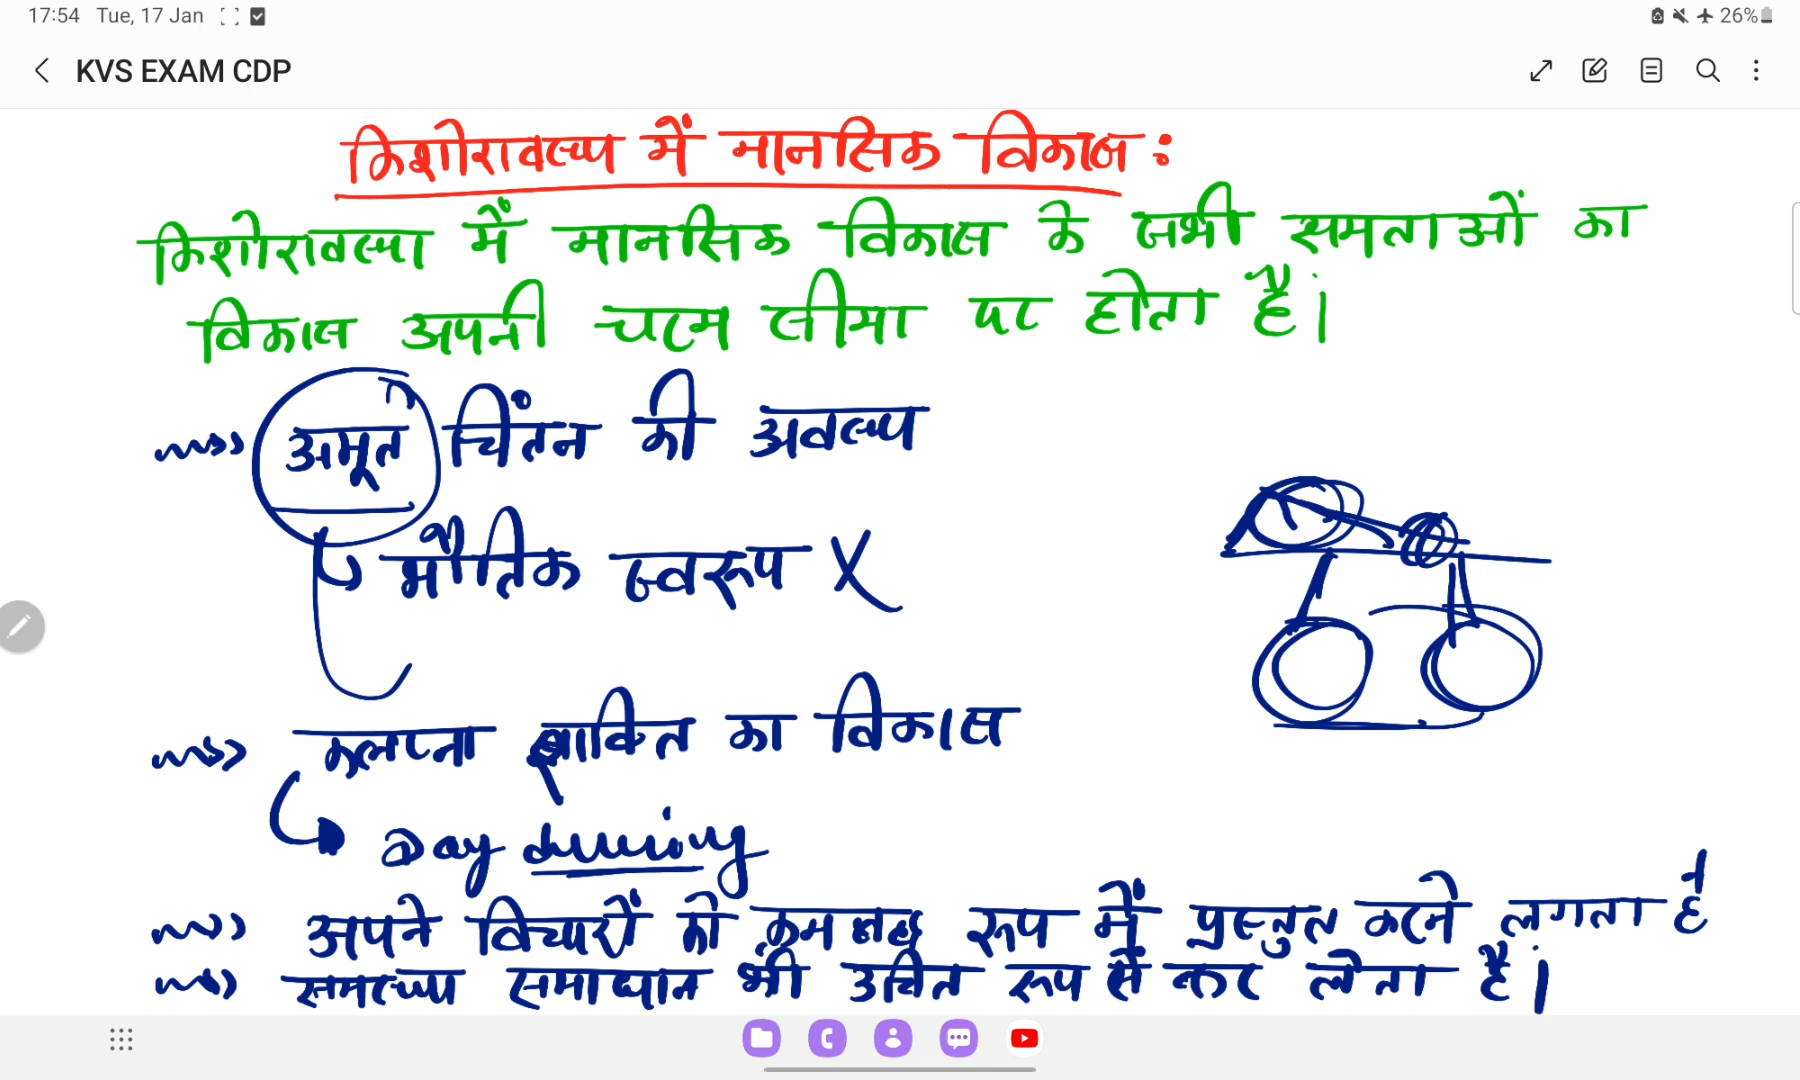 17:54 Tue, 17 Jan 26%
KVS EXAM CDP
किशोरावस्था में मानसिक विकास :
किशोरावस्था में मानसिक विकास के सभी क्षमताओं का
विकास अपनी चरम सीमा पर होता है।
अमूर्त चिंतन की अवस्था
भौतिक स्वरूप X
कल्पना शक्ति का विकास
Day
अपने विचारों को क्रमबद्ध रूप में प्रस्तुत करने लगता है
समस्या समाधान भी उचित रूप से कर लेता है।